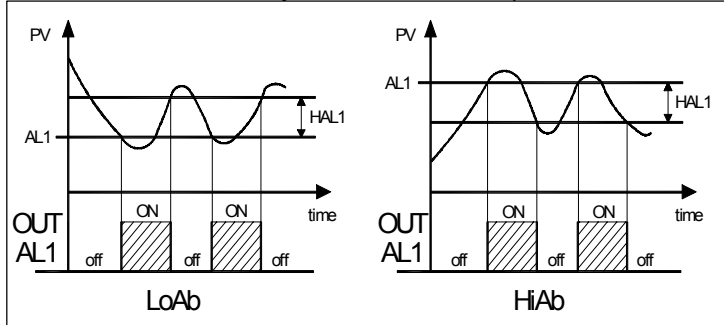 PV
HAL1
AL1
time
ON ON
OUT
AL1
off off off
LoAb
PV
AL1
HAL1
time
ON ON
OUT
AL1
off off off
HiAb